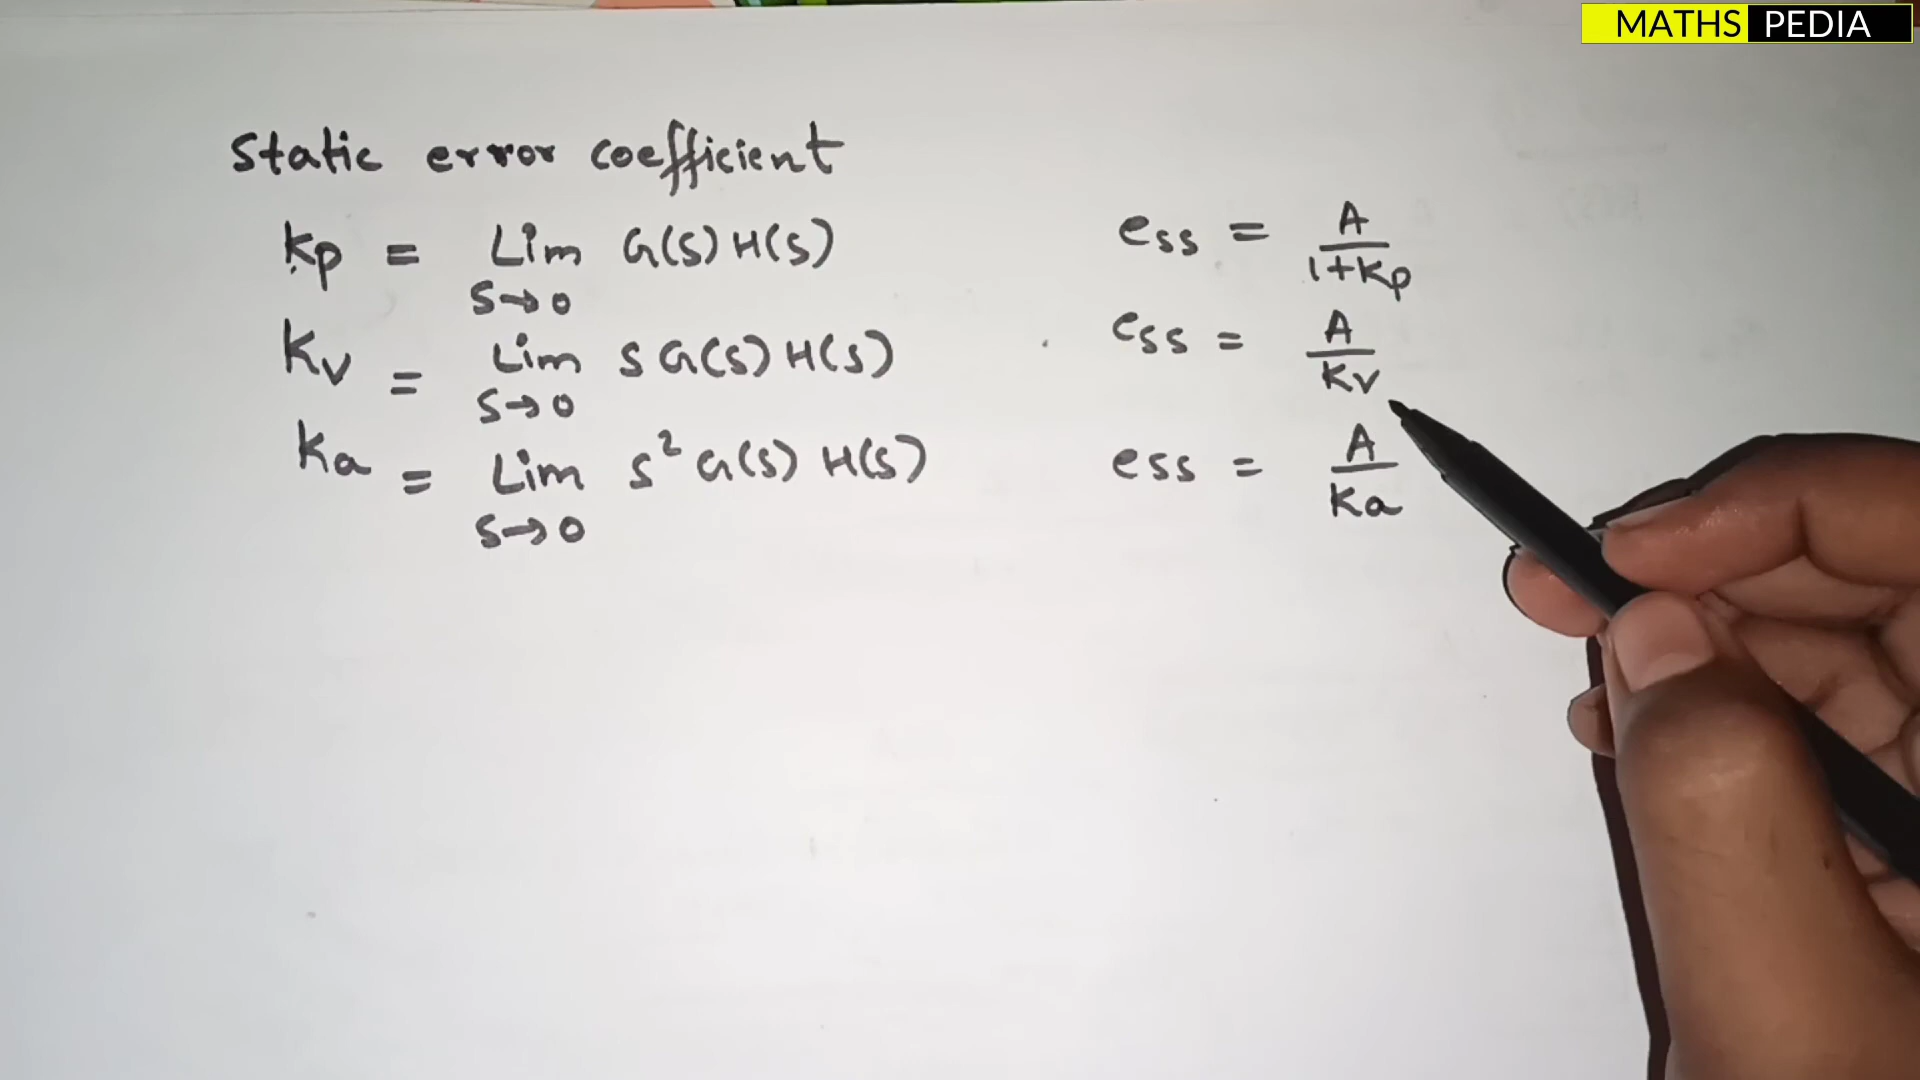 MATHS PEDIA
Static error coefficient
Kp = Lim G(s) H(s)
S→0
ess = A
1+Kp
Kv = Lim S G(s) H(s)
S→0
ess = A
Kv
Ka = Lim S² G(s) H(s)
S→0
ess = A
Ka